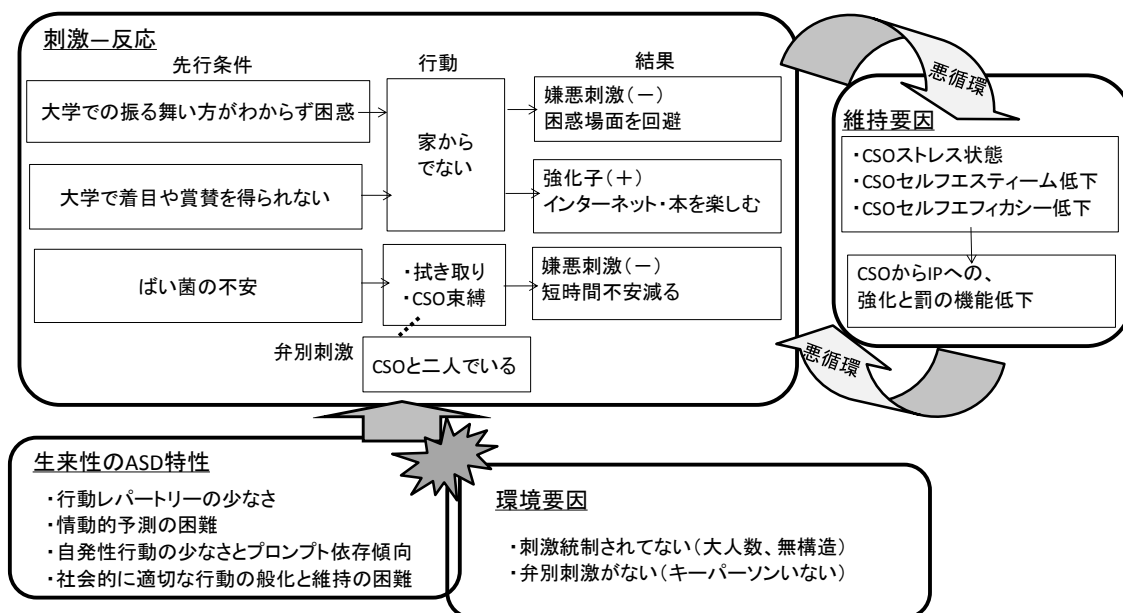 刺激―反応
先行条件
行動
結果
大学での振る舞い方がわからず困惑
大学で着目や賞賛を得られない
家から
でない
嫌悪刺激(－)
困惑場面を回避
強化子(＋)
インターネット・本を楽しむ
ばい菌の不安
・拭き取り
・CSO束縛
嫌悪刺激(－)
短時間不安減る
弁別刺激
CSOと二人でいる
悪循環
維持要因
・CSOストレス状態
・CSOセルフエスティーム低下
・CSOセルフエフィカシー低下
CSOからIPへの、
強化と罰の機能低下
悪循環
生来性のASD特性
・行動レパートリーの少なさ
・情動的予測の困難
・自発性行動の少なさとプロンプト依存傾向
・社会的に適切な行動の般化と維持の困難
環境要因
・刺激統制されてない(大人数、無構造)
・弁別刺激がない(キーパーソンいない)